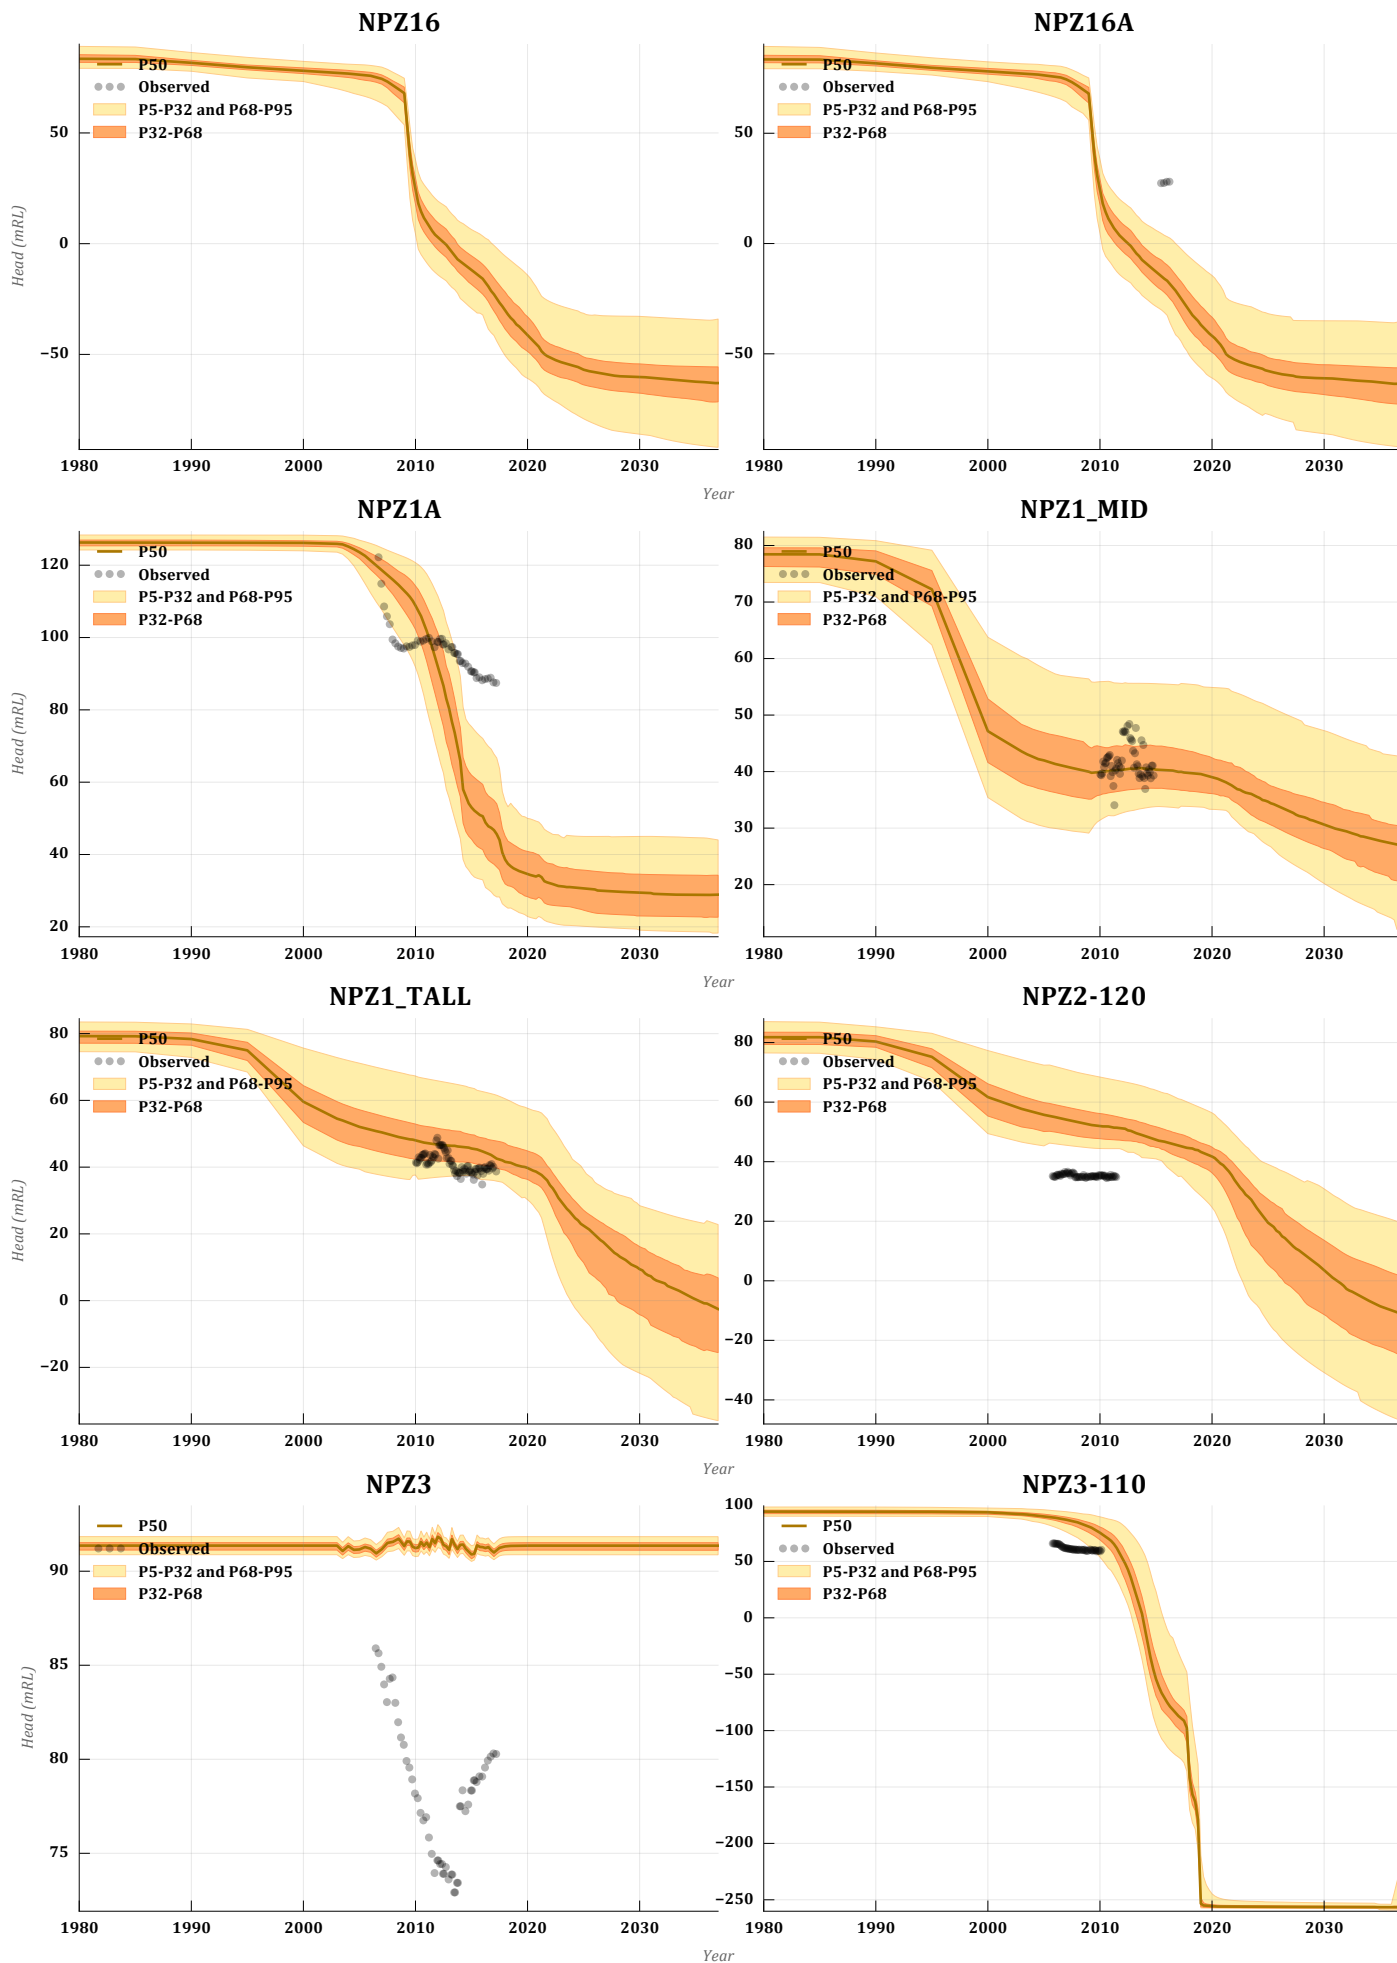 NPZ16
P50
Observed
P5-P32 and P68-P95
P32-P68
50
0
−50
1980 1990 2000 2010 2020 2030
Head (mRL)
NPZ16A
P50
Observed
P5-P32 and P68-P95
P32-P68
50
0
−50
1980 1990 2000 2010 2020 2030
Year
NPZ1A
P50
Observed
P5-P32 and P68-P95
P32-P68
120
100
80
60
40
20
1980 1990 2000 2010 2020 2030
Head (mRL)
NPZ1_MID
P50
Observed
P5-P32 and P68-P95
P32-P68
80
70
60
50
40
30
20
1980 1990 2000 2010 2020 2030
Year
NPZ1_TALL
P50
Observed
P5-P32 and P68-P95
P32-P68
80
60
40
20
0
−20
1980 1990 2000 2010 2020 2030
Head (mRL)
NPZ2-120
P50
Observed
P5-P32 and P68-P95
P32-P68
80
60
40
20
0
−20
−40
1980 1990 2000 2010 2020 2030
Year
NPZ3
P50
Observed
P5-P32 and P68-P95
P32-P68
90
85
80
75
1980 1990 2000 2010 2020 2030
Head (mRL)
NPZ3-110
P50
Observed
P5-P32 and P68-P95
P32-P68
100
50
0
−50
−100
−150
−200
−250
1980 1990 2000 2010 2020 2030
Year